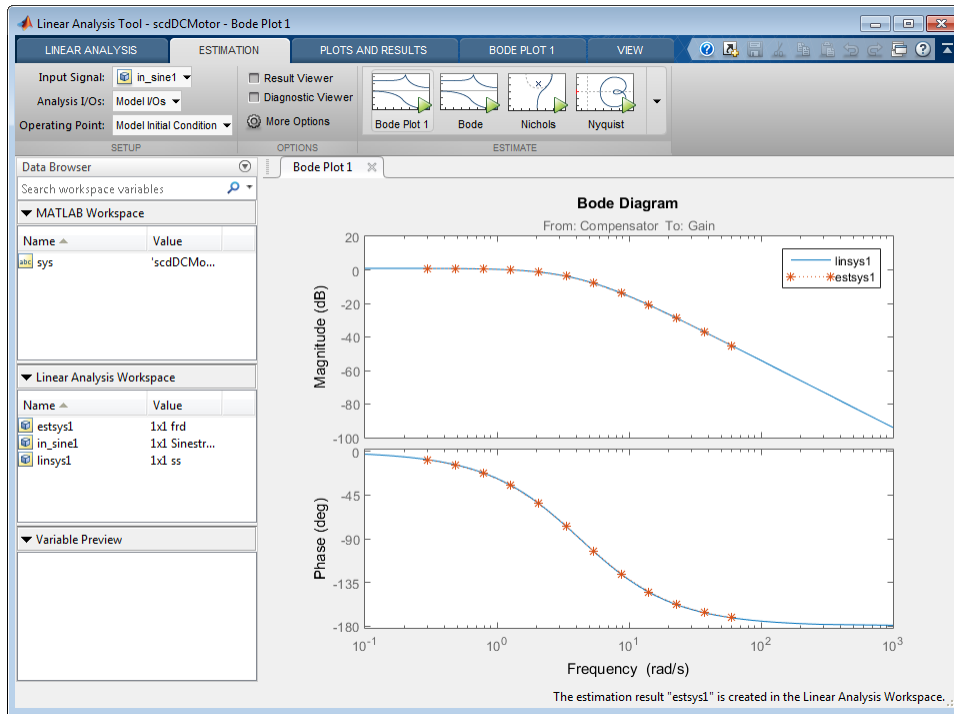 Linear Analysis Tool - scdDCMotor - Bode Plot 1
LINEAR ANALYSIS ESTIMATION PLOTS AND RESULTS BODE PLOT 1 VIEW
Input Signal: in_sine1
Analysis I/Os: Model I/Os
Operating Point: Model Initial Condition
SETUP
Result Viewer
Diagnostic Viewer
More Options
OPTIONS
Bode Plot 1 Bode Nichols Nyquist
ESTIMATE
Data Browser
Search workspace variables
MATLAB Workspace
Name Value
abc sys 'scdDCMo...
Linear Analysis Workspace
Name Value
estsys1 1x1 frd
in_sine1 1x1 Sinestr...
linsys1 1x1 ss
Variable Preview
Bode Plot 1
Bode Diagram
From: Compensator To: Gain
linsys1
estsys1
Magnitude (dB)
20
0
-20
-40
-60
-80
-100
Phase (deg)
0
-45
-90
-135
-180
10^-1 10^0 10^1 10^2 10^3
Frequency (rad/s)
The estimation result "estsys1" is created in the Linear Analysis Workspace.